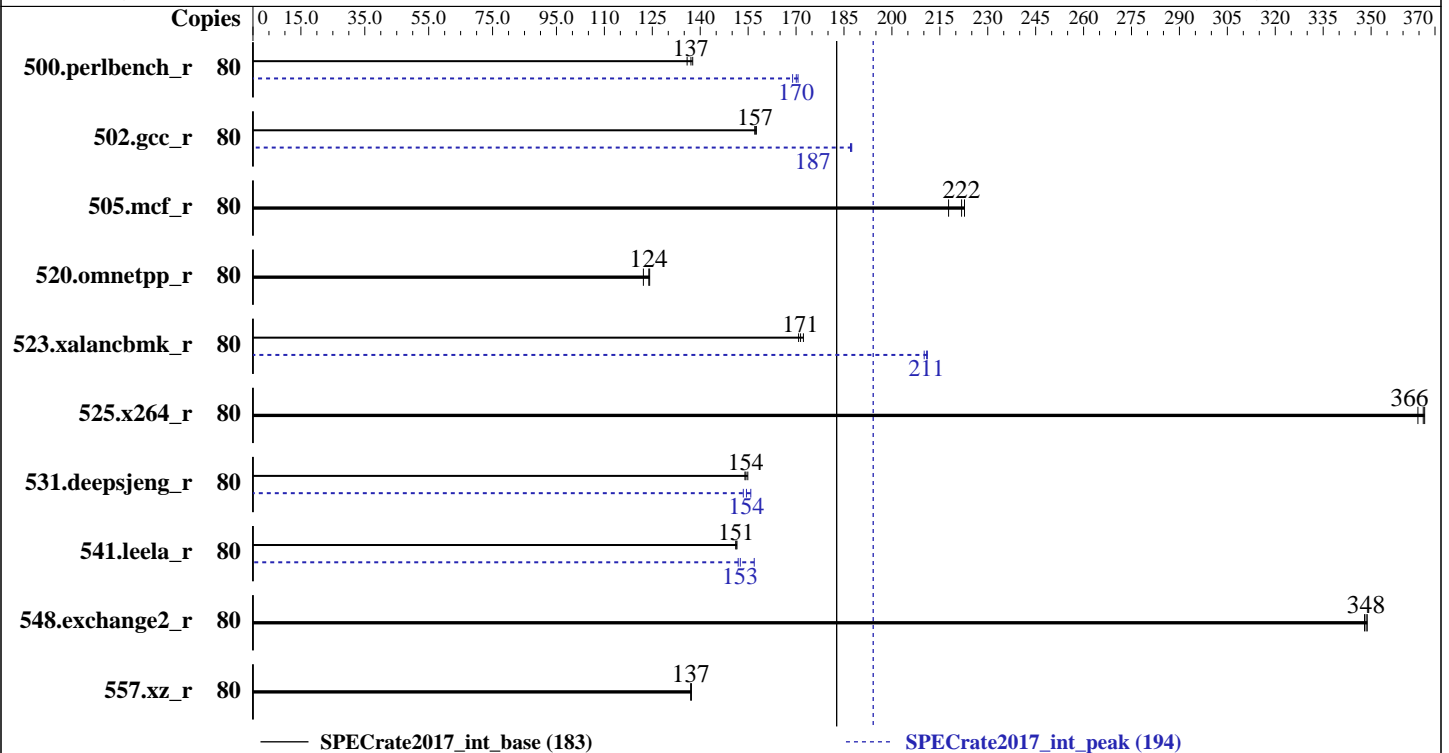 Copies 0 15.0 35.0 55.0 75.0 95.0 110 125 140 155 170 185 200 215 230 245 260 275 290 305 320 335 350 370
500.perlbench_r 80 137
170
502.gcc_r 80 157
187
505.mcf_r 80 222
520.omnetpp_r 80 124
523.xalancbmk_r 80 171
211
525.x264_r 80 366
531.deepsjeng_r 80 154
154
541.leela_r 80 151
153
548.exchange2_r 80 348
557.xz_r 80 137
SPECrate2017_int_base (183) SPECrate2017_int_peak (194)